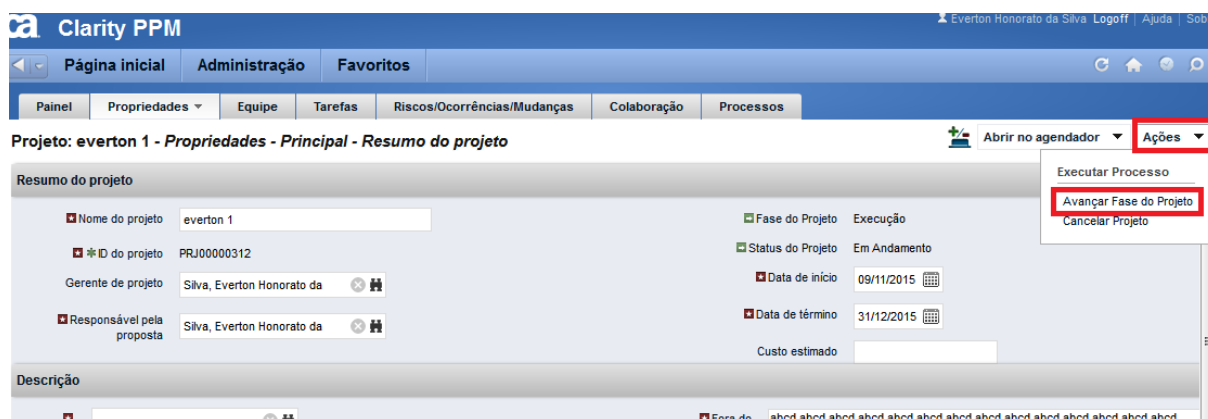 Everton Honorato da Silva Logoff | Ajuda | Sob
ca Clarity PPM
Página inicial Administração Favoritos
Painel Propriedades Equipe Tarefas Riscos/Ocorrências/Mudanças Colaboração Processos
Projeto: everton 1 - Propriedades - Principal - Resumo do projeto
Abrir no agendador Ações
Executar Processo
Avançar Fase do Projeto
Cancelar Projeto
Resumo do projeto
Nome do projeto everton 1
Fase do Projeto Execução
ID do projeto PRJ00000312
Status do Projeto Em Andamento
Gerente de projeto Silva, Everton Honorato da
Data de início 09/11/2015
Responsável pela proposta Silva, Everton Honorato da
Data de término 31/12/2015
Custo estimado
Descrição
Fora do abcd abcd abcd abcd abcd abcd abcd abcd abcd abcd abcd abcd